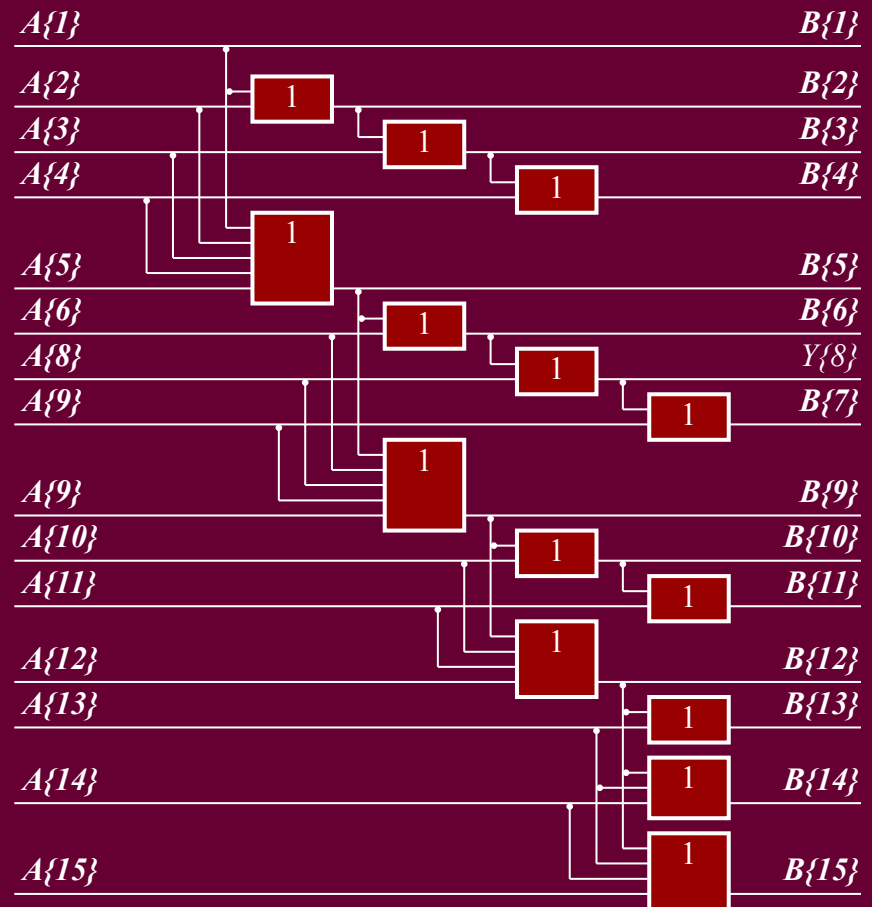 A{1} B{1}
A{2} 1 B{2}
A{3} 1 B{3}
A{4} 1 B{4}
1
A{5} B{5}
A{6} 1 B{6}
A{8} 1 Y{8}
A{9} 1 B{7}
1
A{9} B{9}
A{10} 1 B{10}
A{11} 1 B{11}
1
A{12} B{12}
A{13} 1 B{13}
A{14} 1 B{14}
1
A{15} B{15}